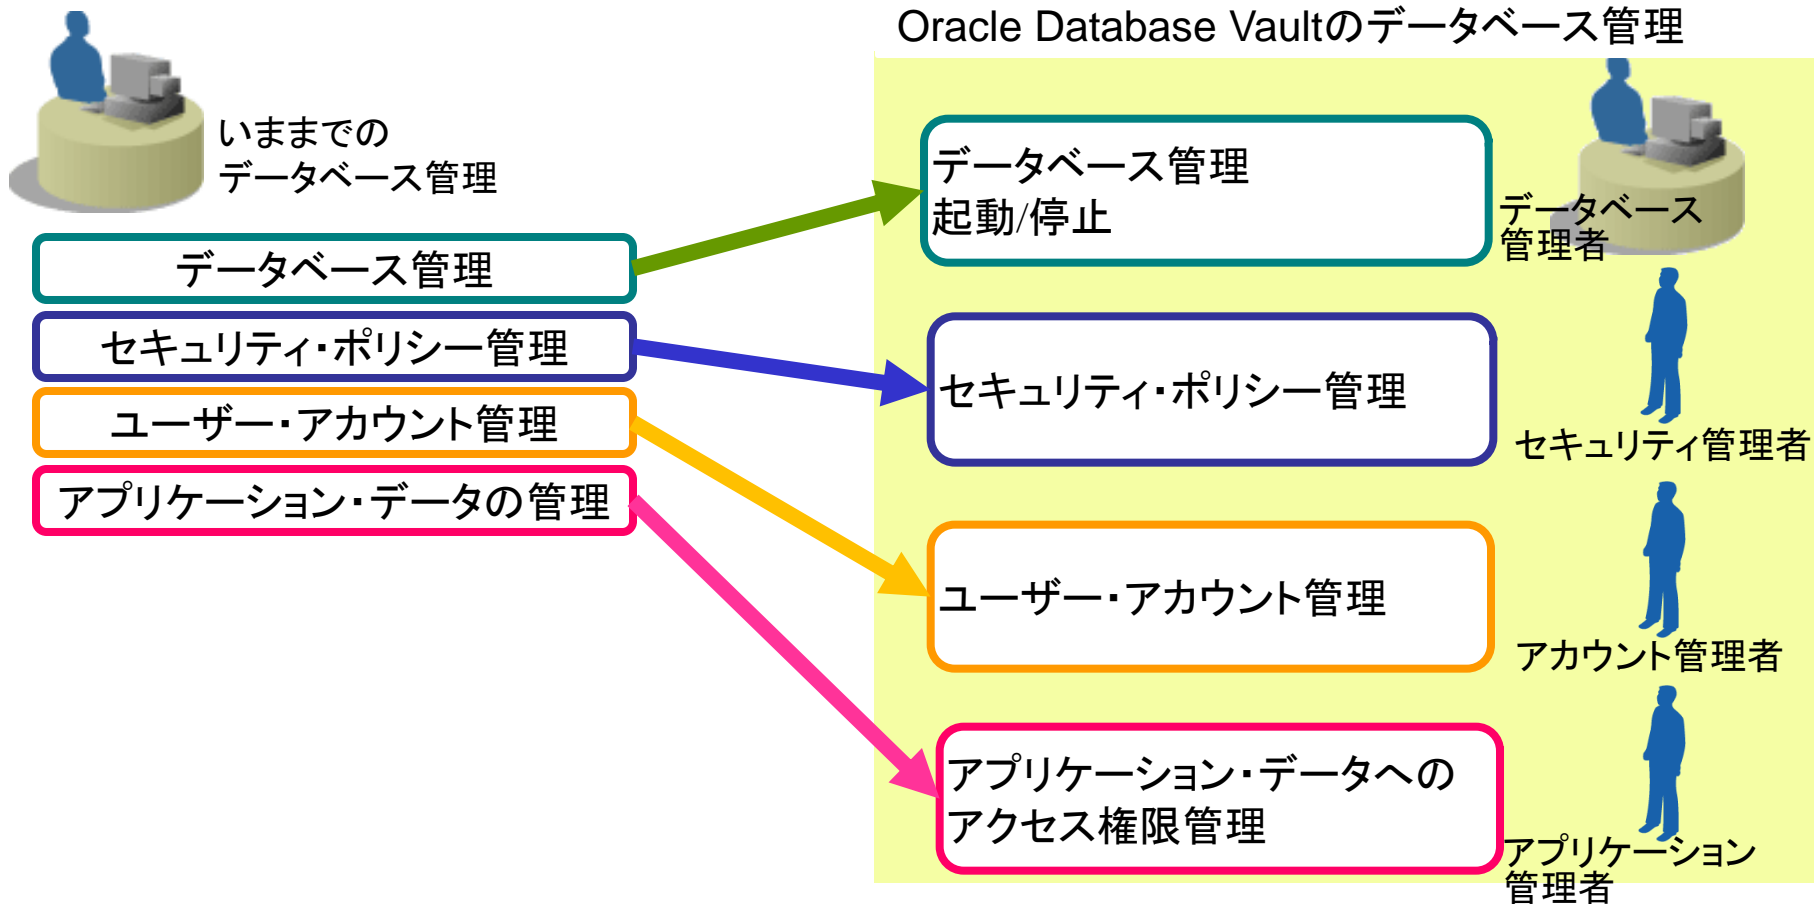 Oracle Database Vaultのデータベース管理
いままでの
データベース管理
データベース管理
セキュリティ・ポリシー管理
ユーザー・アカウント管理
アプリケーション・データの管理
データベース管理
起動/停止
データベース
管理者
セキュリティ・ポリシー管理
セキュリティ管理者
ユーザー・アカウント管理
アカウント管理者
アプリケーション・データへの
アクセス権限管理
アプリケーション
管理者